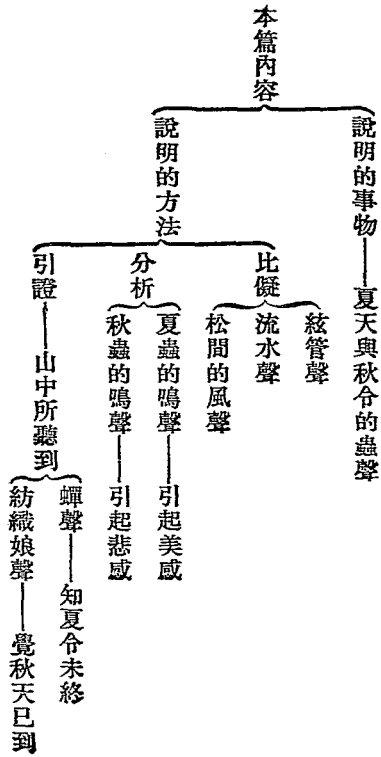 本篇內容
說明的事物——夏天與秋令的蟲聲
說明的方法
比擬
絃管聲
流水聲
松間的風聲
分析
夏蟲的鳴聲——引起美感
秋蟲的鳴聲——引起悲感
引證——山中所聽到
蟬聲——知夏令未終
紡織娘聲——覺秋天已到